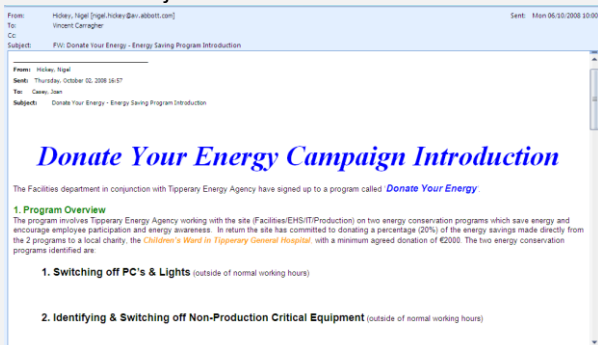 From: Hickey, Nigel [nigel.hickey@av.abbott.com] Sent: Mon 06/10/2008 10:00
To: Vincent Carragher
Cc:
Subject: FW: Donate Your Energy - Energy Saving Program Introduction
From: Hickey, Nigel
Sent: Thursday, October 02, 2008 16:57
To: Casey, Joan
Subject: Donate Your Energy - Energy Saving Program Introduction
Donate Your Energy Campaign Introduction
The Facilities department in conjunction with Tipperary Energy Agency have signed up to a program called 'Donate Your Energy'.
1. Program Overview
The program involves Tipperary Energy Agency working with the site (Facilities/EHS/IT/Production) on two energy conservation programs which save energy and
encourage employee participation and energy awareness. In return the site has committed to donating a percentage (20%) of the energy savings made directly from
the 2 programs to a local charity, the Children's Ward in Tipperary General Hospital, with a minimum agreed donation of €2000. The two energy conservation
programs identified are:
1. Switching off PC's & Lights (outside of normal working hours)
2. Identifying & Switching off Non-Production Critical Equipment (outside of normal working hours)